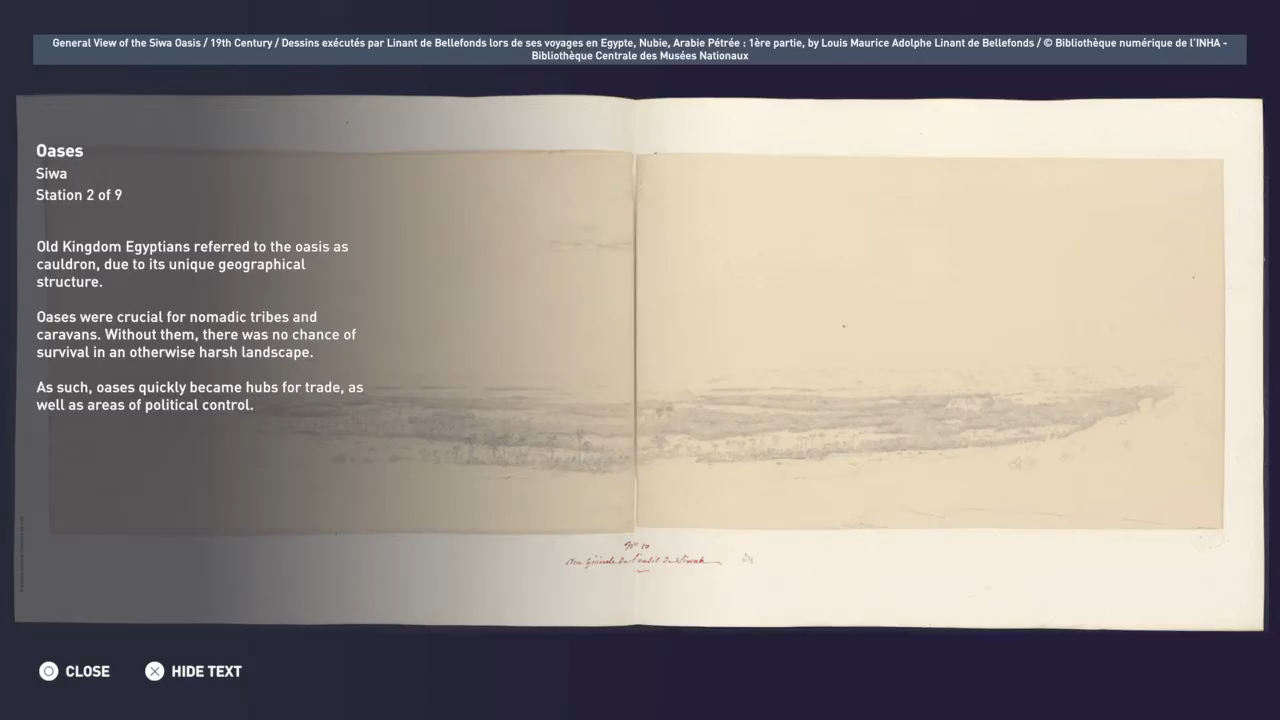 General View of the Siwa Oasis / 19th Century / Dessins exécutés par Linant de Bellefonds lors de ses voyages en Egypte, Nubie, Arabie Pétrée : 1ère partie, by Louis Maurice Adolphe Linant de Bellefonds / © Bibliothèque numérique de l'INHA -
Bibliothèque Centrale des Musées Nationaux
Oases
Siwa
Station 2 of 9
Old Kingdom Egyptians referred to the oasis as
cauldron, due to its unique geographical
structure.
Oases were crucial for nomadic tribes and
caravans. Without them, there was no chance of
survival in an otherwise harsh landscape.
As such, oases quickly became hubs for trade, as
well as areas of political control.
CLOSE
HIDE TEXT